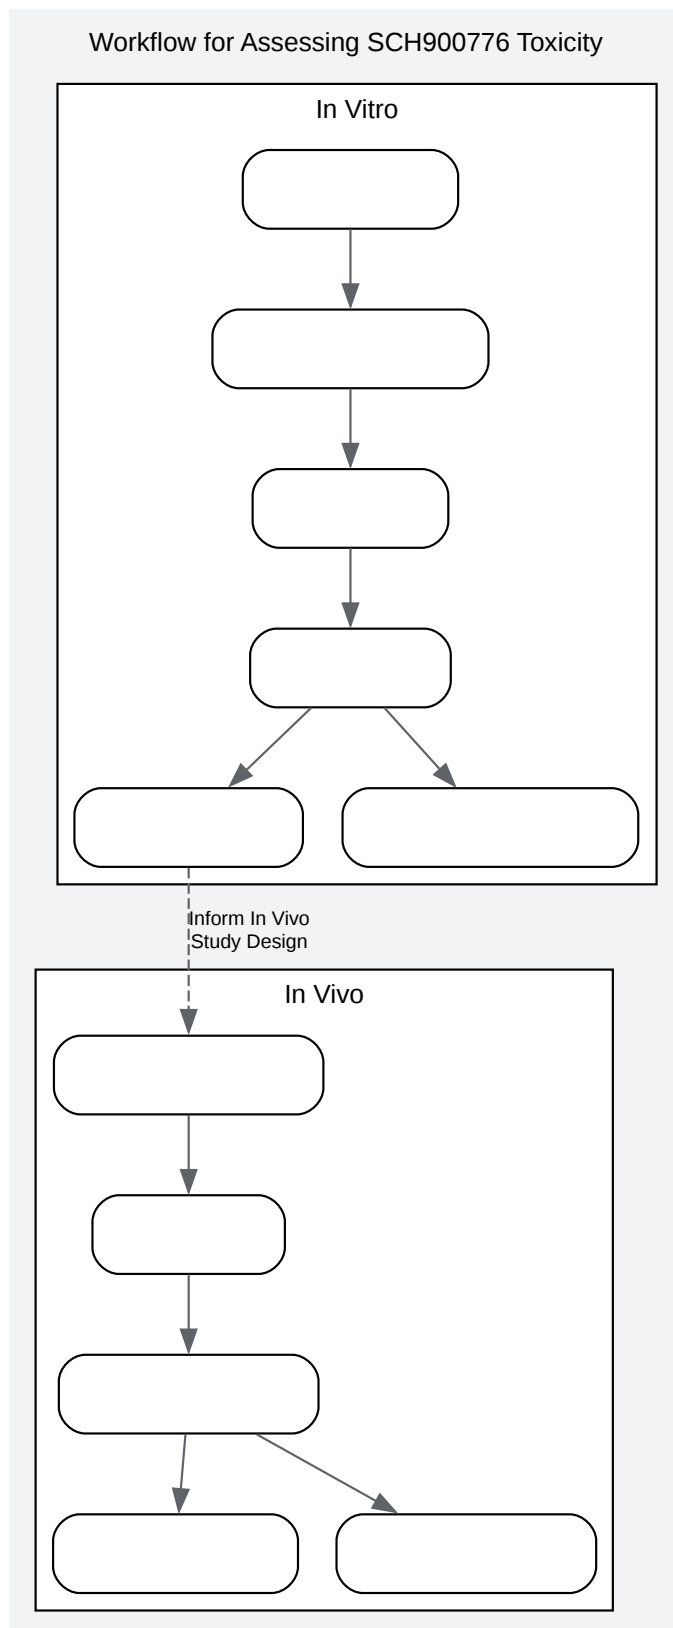 Workflow for Assessing SCH900776 Toxicity
In Vitro
Inform In Vivo
Study Design
In Vivo